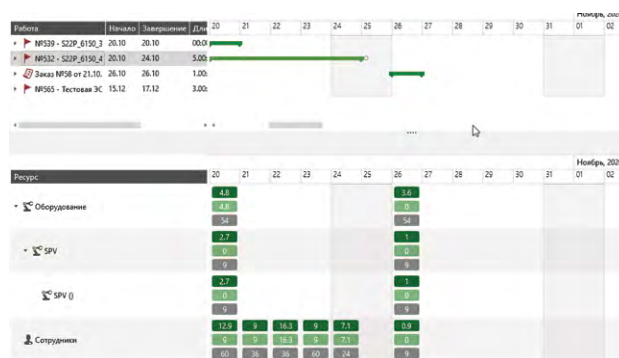 Ноябрь, 202
Работа Начало Завершение Дли 20 21 22 23 24 25 26 27 28 29 30 31 01 02
№539 - S22P_6150_3 20.10 20.10 00:0
№532 - S22P_6150_4 20.10 24.10 5.00:
Заказ №58 от 21.10. 26.10 26.10 1.00:
№565 - Тестовая ЭС 15.12 17.12 3.00:
Ноябрь, 202
Ресурс 20 21 22 23 24 25 26 27 28 29 30 31 01 02
4.8 3.6
Оборудование 4.8 0
54 54
2.7 1
SPV 0 0
9 9
2.7 1
SPV () 0 0
9 9
12.9 9 16.3 9 7.1 0.9
Сотрудники 9 9 16.3 9 7.1 0
60 36 36 60 24 9